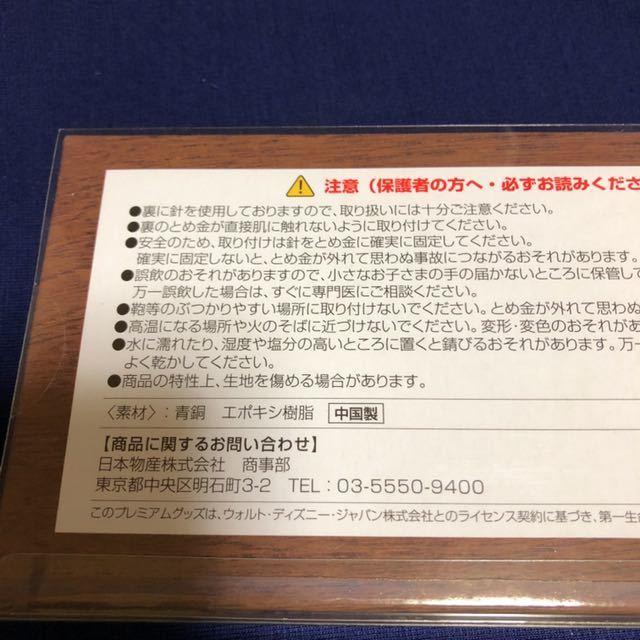 注意（保護者の方へ・必ずお読みくださ
●裏に針を使用しておりますので、取り扱いには十分ご注意ください。
●裏のとめ金が直接肌に触れないように取り付けてください。
●安全のため、取り付けは針をとめ金に確実に固定してください。
確実に固定しないと、とめ金が外れて思わぬ事故につながるおそれがあります。
●誤飲のおそれがありますので、小さなお子さまの手の届かないところに保管して
万一誤飲した場合は、すぐに専門医にご相談ください。
●鞄等のぶつかりやすい場所に取り付けないでください。とめ金が外れて思わぬ
●高温になる場所や火のそばに近づけないでください。変形・変色のおそれがあ
●水に濡れたり、湿度や塩分の高いところに置くと錆びるおそれがあります。万一
よく乾かしてください。
●商品の特性上、生地を傷める場合があります。
〈素材〉：青銅 エポキシ樹脂 中国製
【商品に関するお問い合わせ】
日本物産株式会社 商事部
東京都中央区明石町3-2 TEL：03-5550-9400
このプレミアムグッズは、ウォルト・ディズニー・ジャパン株式会社とのライセンス契約に基づき、第一生命